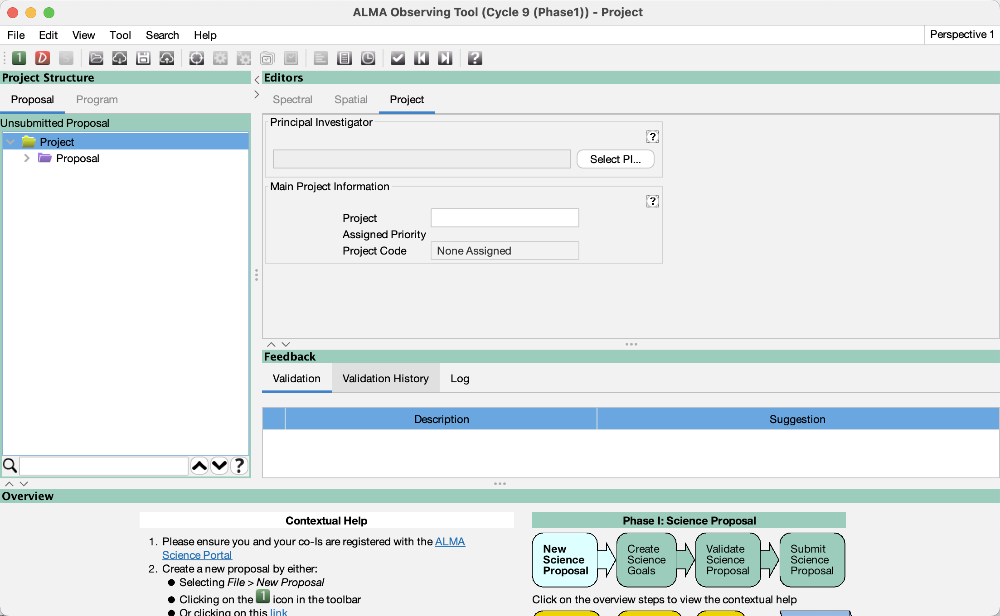 ALMA Observing Tool (Cycle 9 (Phase1)) - Project
File Edit View Tool Search Help
Perspective 1
1 D S
?
Project Structure
Editors
Proposal Program
Spectral Spatial Project
Unsubmitted Proposal
Project
Proposal
Principal Investigator
?
Select PI...
Main Project Information
?
Project
Assigned Priority
Project Code None Assigned
Feedback
Validation Validation History Log
Description Suggestion
?
Overview
Contextual Help
1. Please ensure you and your co-Is are registered with the ALMA
Science Portal
2. Create a new proposal by either:
● Selecting File > New Proposal
● Clicking on the 1 icon in the toolbar
● Or clicking on this link
Phase I: Science Proposal
New
Science
Proposal
Create
Science
Goals
Validate
Science
Proposal
Submit
Science
Proposal
Click on the overview steps to view the contextual help